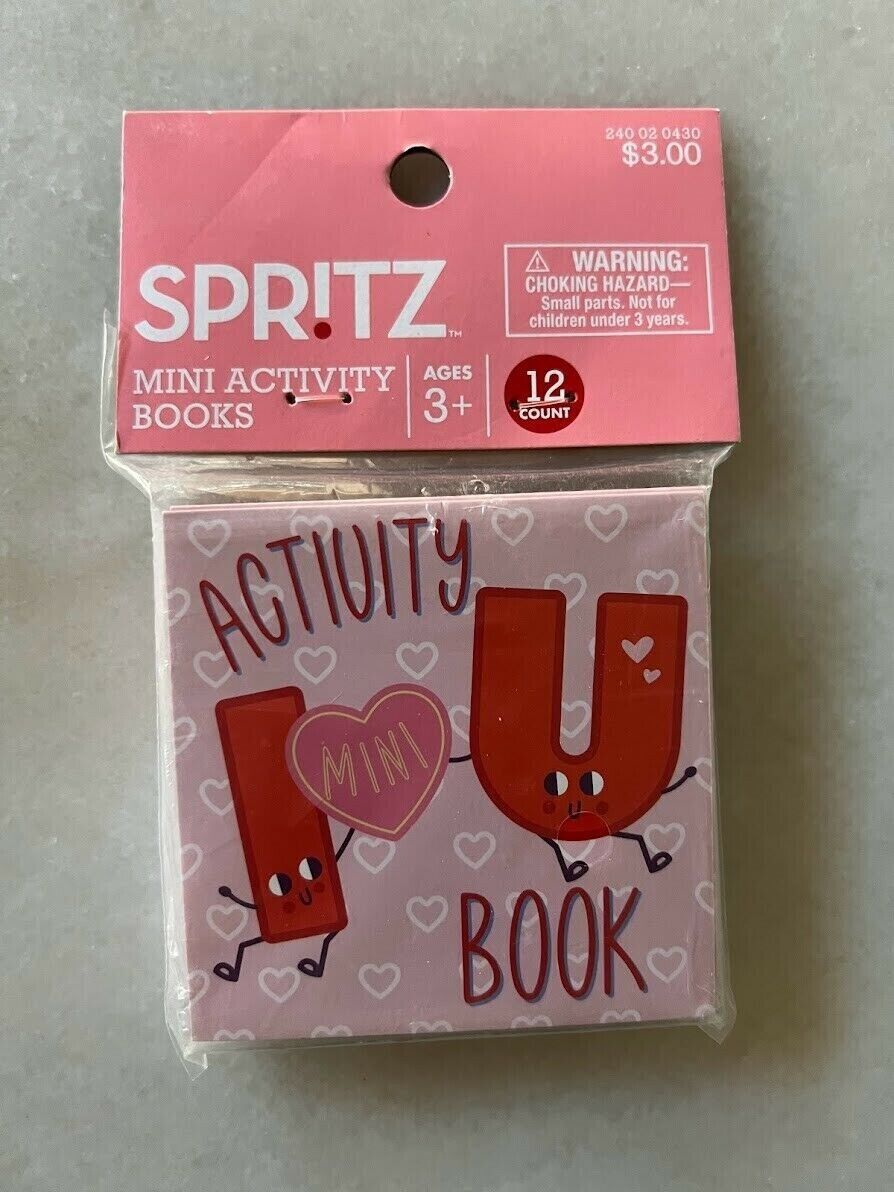 240 02 0430
$3.00
SPR!TZ™
MINI ACTIVITY
BOOKS
AGES
3+
12
COUNT
⚠ WARNING:
CHOKING HAZARD—
Small parts. Not for
children under 3 years.
ACTIVITY
I MINI U
BOOK